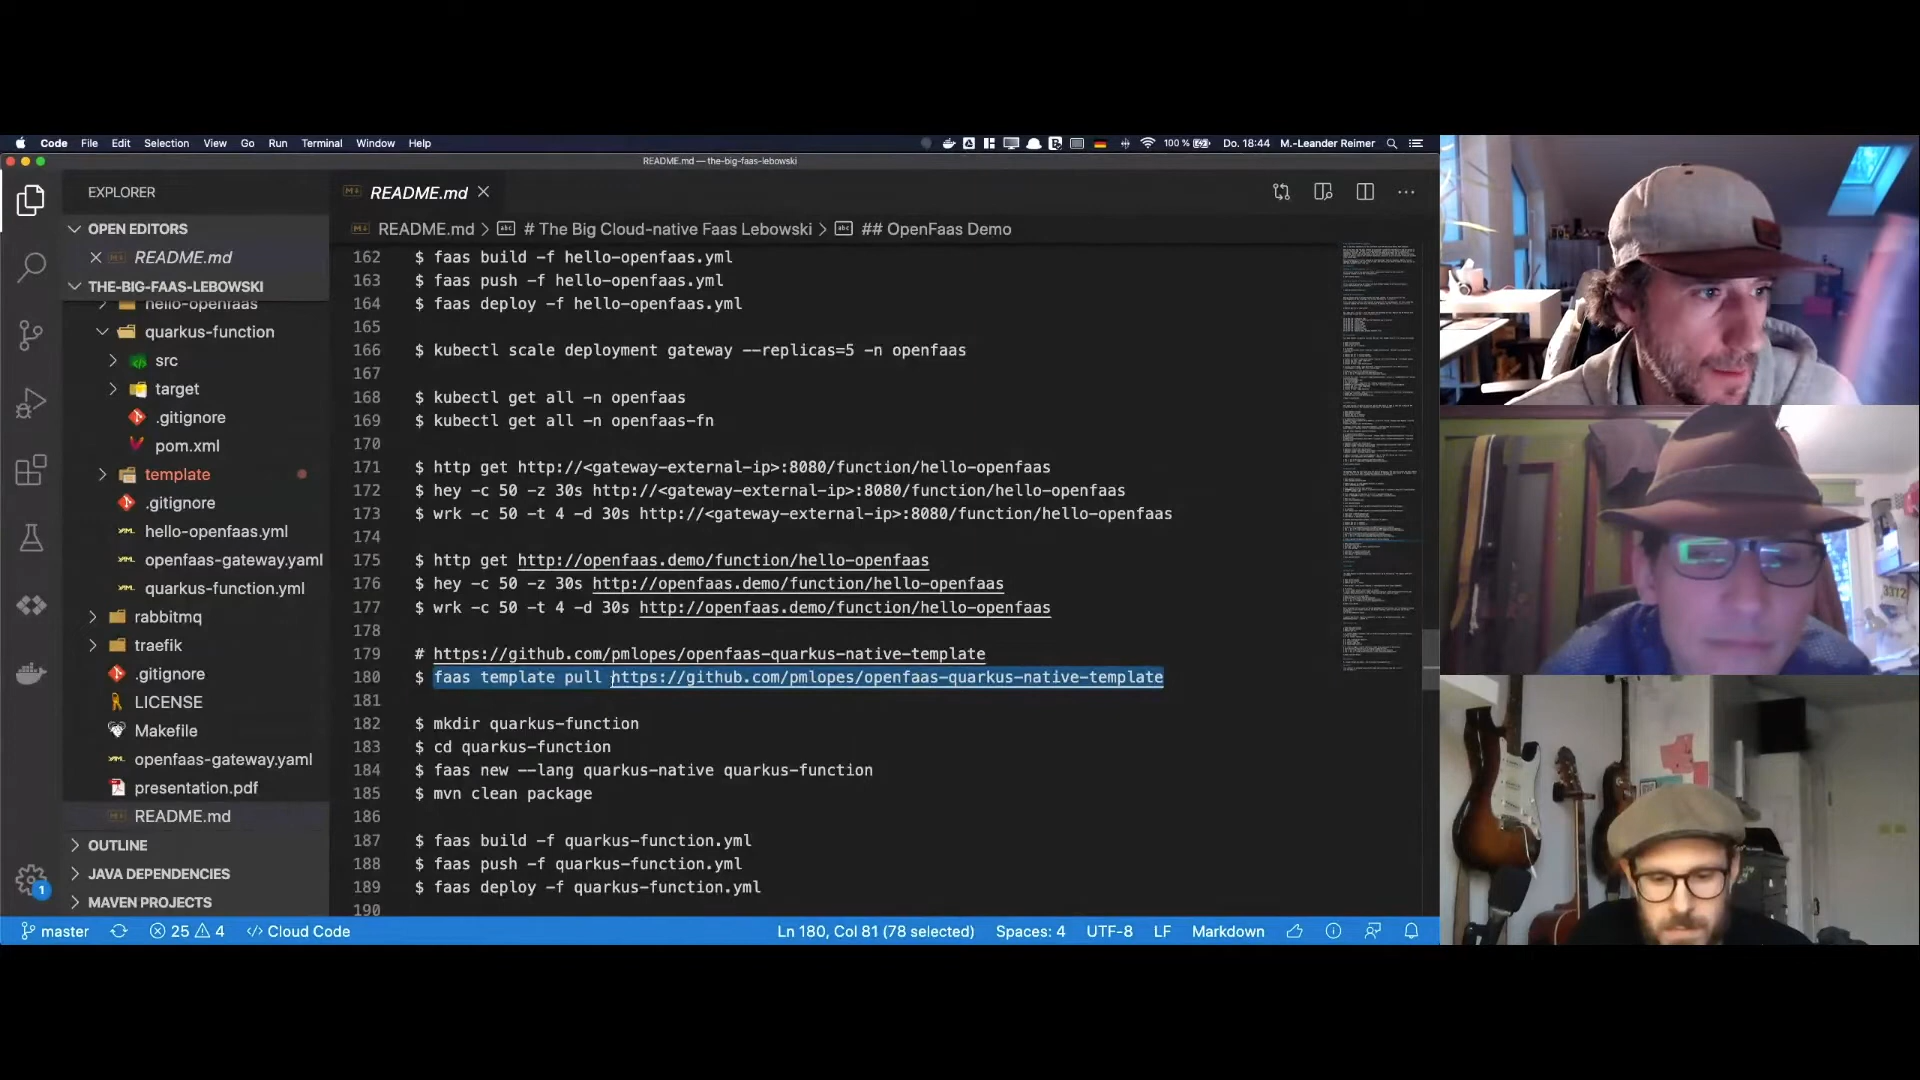 Code File Edit Selection View Go Run Terminal Window Help 100 % Do. 18:44 M.-Leander Reimer
README.md — the-big-faas-lebowski
EXPLORER
OPEN EDITORS
README.md
THE-BIG-FAAS-LEBOWSKI
hello-openfaas
quarkus-function
src
target
.gitignore
pom.xml
template
.gitignore
hello-openfaas.yml
openfaas-gateway.yaml
quarkus-function.yml
rabbitmq
traefik
.gitignore
LICENSE
Makefile
openfaas-gateway.yaml
presentation.pdf
README.md
OUTLINE
JAVA DEPENDENCIES
MAVEN PROJECTS
README.md
README.md > # The Big Cloud-native Faas Lebowski > ## OpenFaas Demo
162 $ faas build -f hello-openfaas.yml
163 $ faas push -f hello-openfaas.yml
164 $ faas deploy -f hello-openfaas.yml
165
166 $ kubectl scale deployment gateway --replicas=5 -n openfaas
167
168 $ kubectl get all -n openfaas
169 $ kubectl get all -n openfaas-fn
170
171 $ http get http://<gateway-external-ip>:8080/function/hello-openfaas
172 $ hey -c 50 -z 30s http://<gateway-external-ip>:8080/function/hello-openfaas
173 $ wrk -c 50 -t 4 -d 30s http://<gateway-external-ip>:8080/function/hello-openfaas
174
175 $ http get http://openfaas.demo/function/hello-openfaas
176 $ hey -c 50 -z 30s http://openfaas.demo/function/hello-openfaas
177 $ wrk -c 50 -t 4 -d 30s http://openfaas.demo/function/hello-openfaas
178
179 # https://github.com/pmlopes/openfaas-quarkus-native-template
180 $ faas template pull https://github.com/pmlopes/openfaas-quarkus-native-template
181
182 $ mkdir quarkus-function
183 $ cd quarkus-function
184 $ faas new --lang quarkus-native quarkus-function
185 $ mvn clean package
186
187 $ faas build -f quarkus-function.yml
188 $ faas push -f quarkus-function.yml
189 $ faas deploy -f quarkus-function.yml
190
1
master 25 4 Cloud Code Ln 180, Col 81 (78 selected) Spaces: 4 UTF-8 LF Markdown
3312